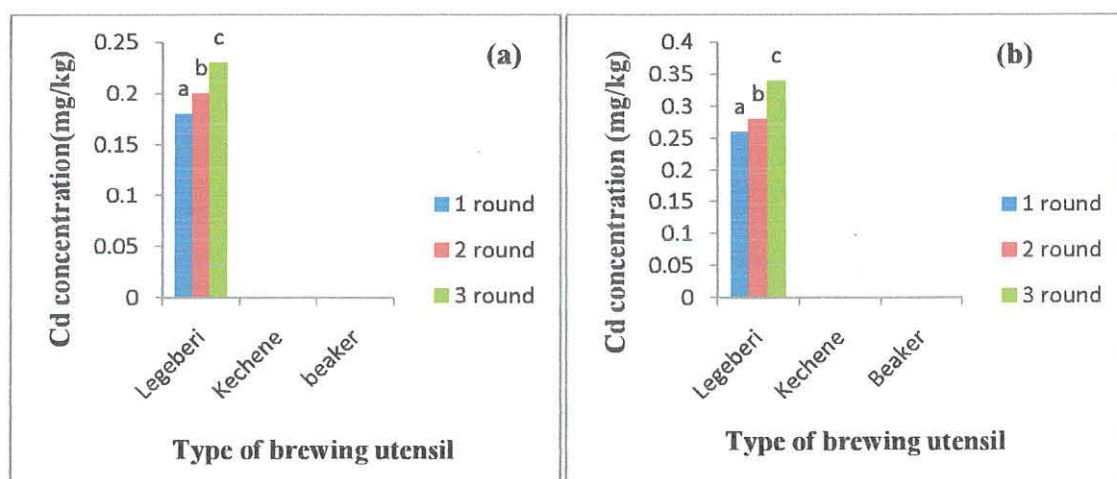 (a)
Cd concentration(mg/kg)
0.25
0.2
0.15
0.1
0.05
0
a
b
c
1 round
2 round
3 round
Legeberi
Kechene
beaker
Type of brewing utensil
(b)
Cd concentration (mg/kg)
0.4
0.35
0.3
0.25
0.2
0.15
0.1
0.05
0
a
b
c
1 round
2 round
3 round
Legeberi
Kechene
Beaker
Type of brewing utensil